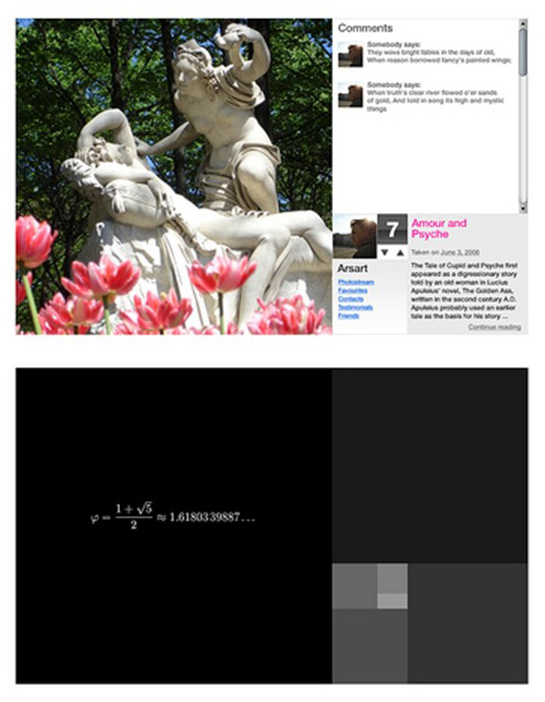 Comments
Somebody says:
They wove bright fables in the days of old,
When reason borrowed fancy's painted wings;
Somebody says:
When truth's clear river flowed o'er sands
of gold, And told in song its high and mystic
things
7
Amour and
Psyche
Taken on June 3, 2006
Arsart
Photostream
Favourites
Contacts
Testimonials
Friends
The Tale of Cupid and Psyche first
appeared as a digressionary story
told by an old woman in Lucius
Apuleius' novel, The Golden Ass,
written in the second century A.D.
Apuleius probably used an earlier
tale as the basis for his story ...
Continue reading
φ = (1 + √5) / 2 ≈ 1.6180339887...